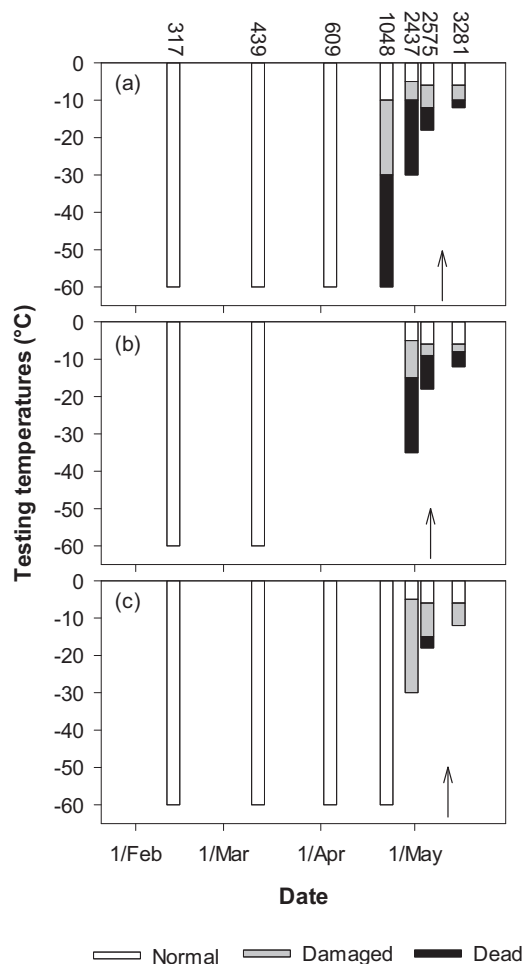 317 439 609 1048 2437 2575 3281
(a)
0
-10
-20
-30
-40
-50
-60
(b)
0
-10
-20
-30
-40
-50
-60
(c)
0
-10
-20
-30
-40
-50
-60
Testing temperatures (°C)
1/Feb 1/Mar 1/Apr 1/May
Date
Normal Damaged Dead